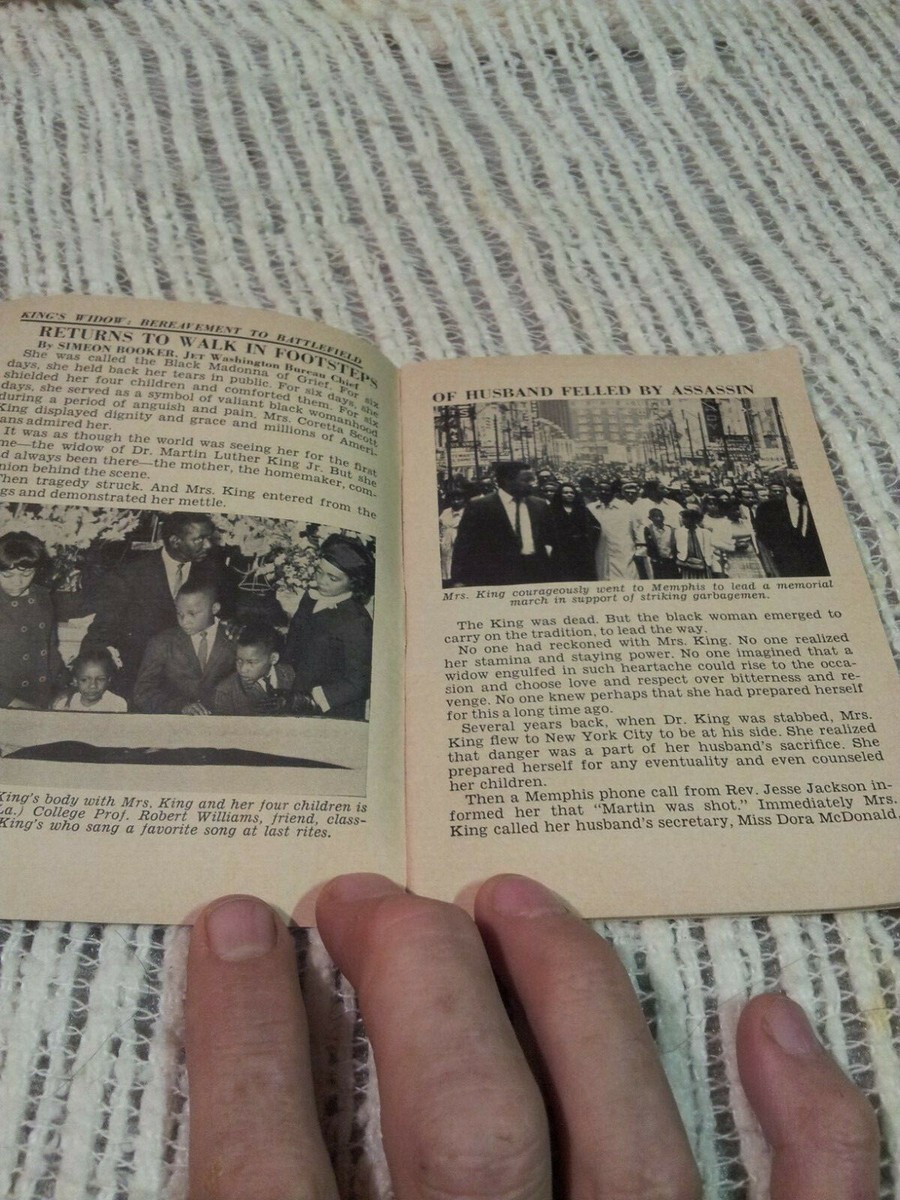 KING'S WIDOW: BEREAVEMENT TO BATTLEFIELD
RETURNS TO WALK IN FOOTSTEPS
By SIMEON BOOKER, JET Washington Bureau Chief
She was called the Black Madonna of Grief. For six
days, she held back her tears in public. For six days, she
shielded her four children and comforted them. For six
days, she served as a symbol of valiant black womanhood
during a period of anguish and pain. Mrs. Coretta Scott
King displayed dignity and grace and millions of Ameri-
ans admired her.
It was as though the world was seeing her for the first
me—the widow of Dr. Martin Luther King Jr. But she
d always been there—the mother, the homemaker, com-
nion behind the scene.
Then tragedy struck. And Mrs. King entered from the
gs and demonstrated her mettle.
King's body with Mrs. King and her four children is
La.) College Prof. Robert Williams, friend, class-
King's who sang a favorite song at last rites.
OF HUSBAND FELLED BY ASSASSIN
Mrs. King courageously went to Memphis to lead a memorial
march in support of striking garbagemen.
The King was dead. But the black woman emerged to
carry on the tradition, to lead the way.
No one had reckoned with Mrs. King. No one realized
her stamina and staying power. No one imagined that a
widow engulfed in such heartache could rise to the occa-
sion and choose love and respect over bitterness and re-
venge. No one knew perhaps that she had prepared herself
for this a long time ago.
Several years back, when Dr. King was stabbed, Mrs.
King flew to New York City to be at his side. She realized
that danger was a part of her husband's sacrifice. She
prepared herself for any eventuality and even counseled
her children.
Then a Memphis phone call from Rev. Jesse Jackson in-
formed her that "Martin was shot." Immediately Mrs.
King called her husband's secretary, Miss Dora McDonald,